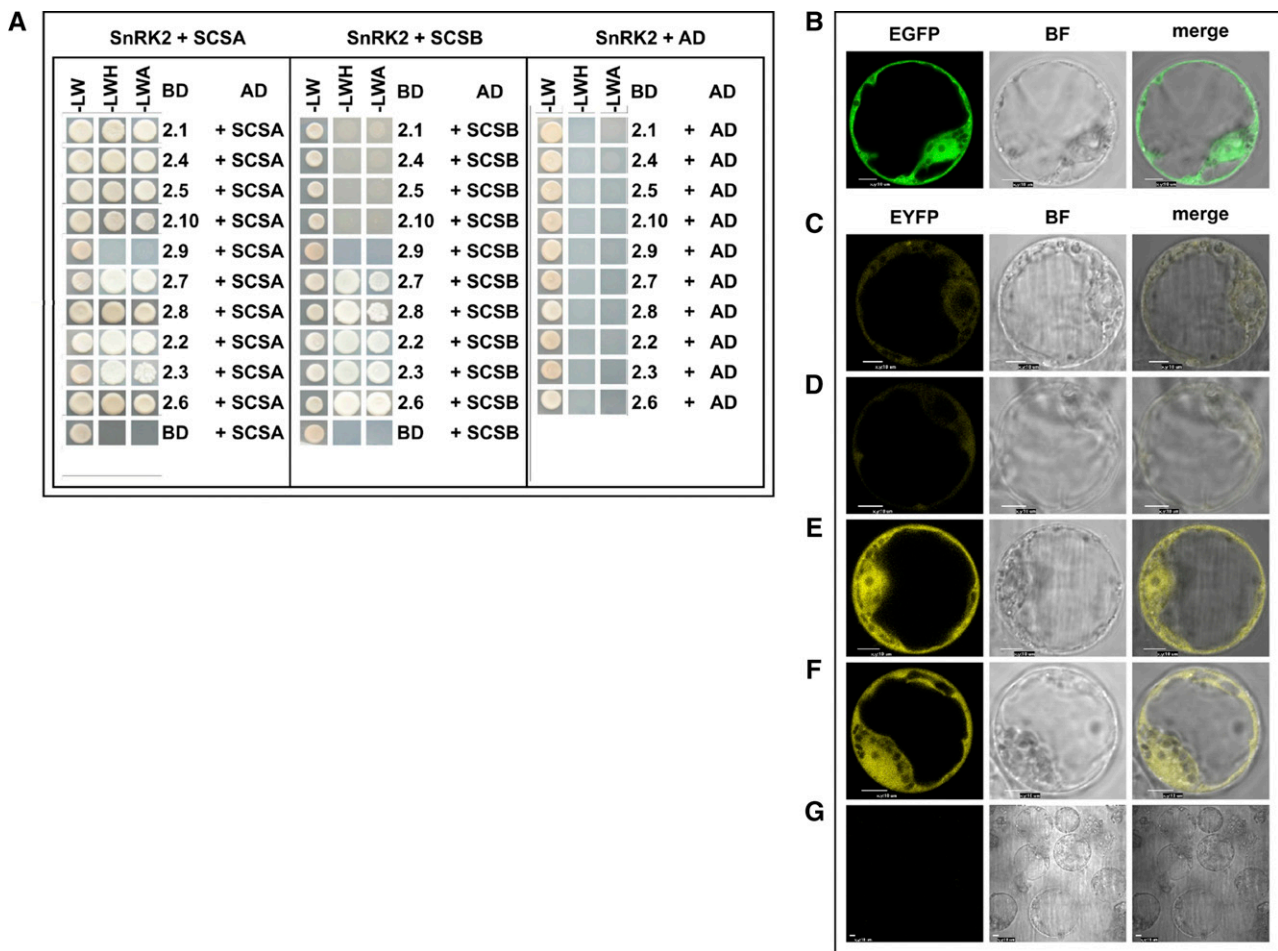 A
SnRK2 + SCSA
SnRK2 + SCSB
SnRK2 + AD
-LW -LWH -LWA BD AD
-LW -LWH -LWA BD AD
-LW -LWH -LWA BD AD
2.1 + SCSA
2.4 + SCSA
2.5 + SCSA
2.10 + SCSA
2.9 + SCSA
2.7 + SCSA
2.8 + SCSA
2.2 + SCSA
2.3 + SCSA
2.6 + SCSA
BD + SCSA
2.1 + SCSB
2.4 + SCSB
2.5 + SCSB
2.10 + SCSB
2.9 + SCSB
2.7 + SCSB
2.8 + SCSB
2.2 + SCSB
2.3 + SCSB
2.6 + SCSB
BD + SCSB
2.1 + AD
2.4 + AD
2.5 + AD
2.10 + AD
2.9 + AD
2.7 + AD
2.8 + AD
2.2 + AD
2.3 + AD
2.6 + AD
B
EGFP BF merge
C
EYFP BF merge
D
E
F
G